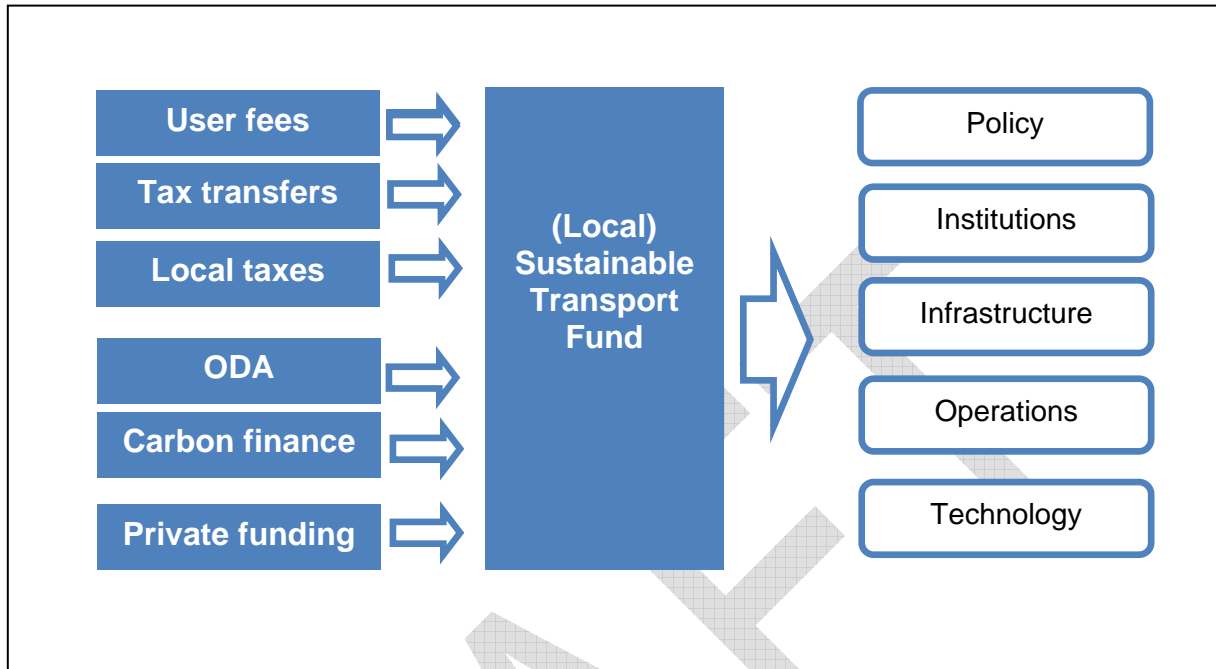 User fees
Tax transfers
Local taxes
ODA
Carbon finance
Private funding
(Local)
Sustainable
Transport
Fund
Policy
Institutions
Infrastructure
Operations
Technology